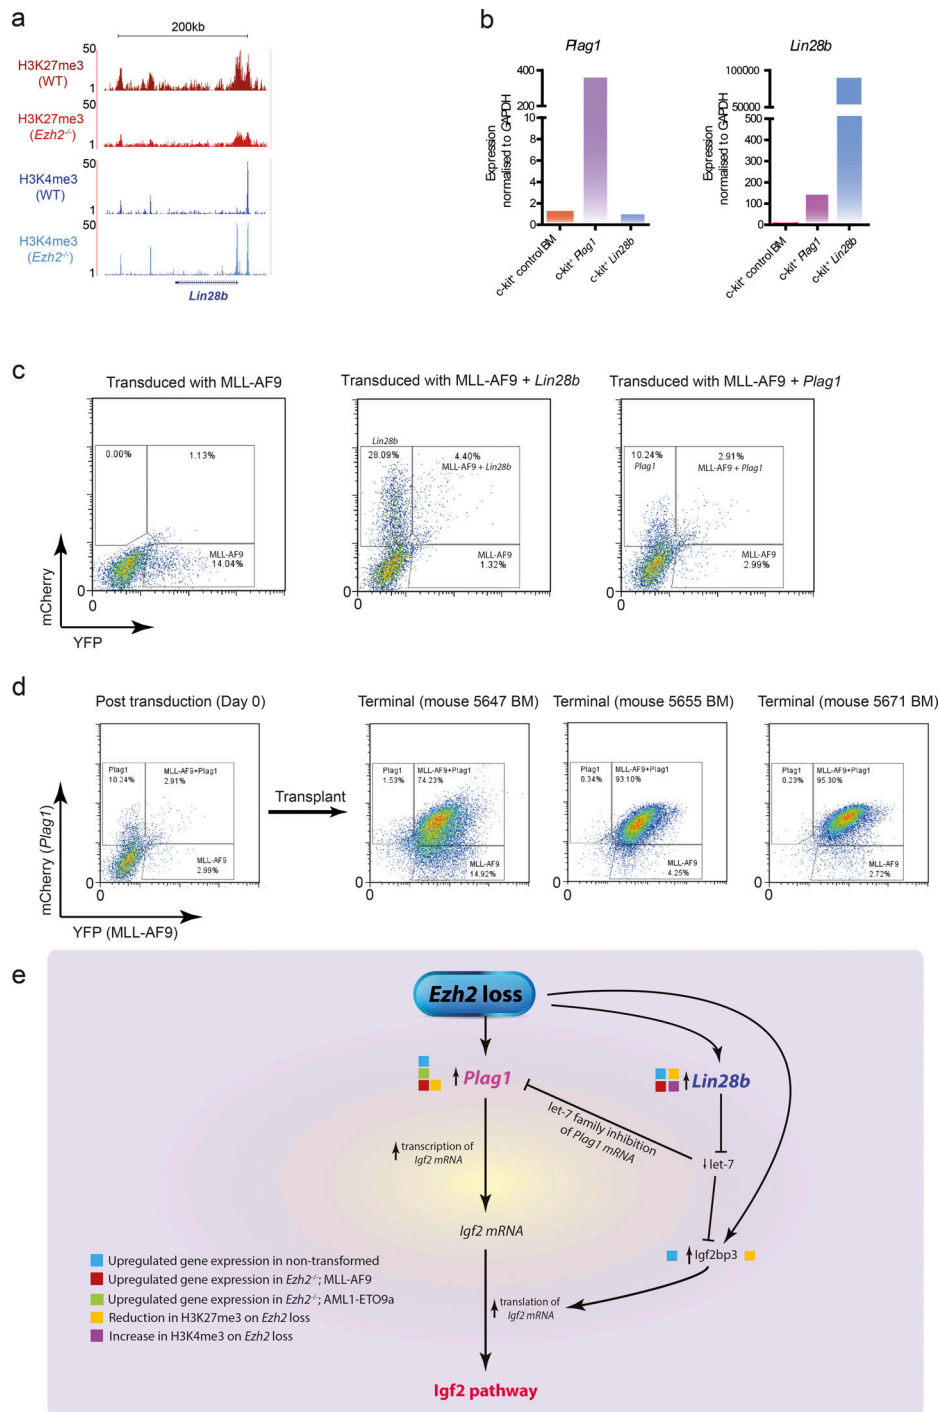 a
200kb
50
H3K27me3
(WT)
1
50
H3K27me3
(Ezh2-/-)
1
50
H3K4me3
(WT)
1
50
H3K4me3
(Ezh2-/-)
1
Lin28b
b
Plag1
Expression
normalised to GAPDH
400
200
10
8
6
4
2
0
c-kit+ control BM
c-kit+ Plag1
c-kit+ Lin28b
Lin28b
Expression
normalised to GAPDH
100000
50000
500
400
300
200
100
0
c-kit+ control BM
c-kit+ Plag1
c-kit+ Lin28b
c
Transduced with MLL-AF9
0.00%
1.13%
MLL-AF9
14.04%
0
0
mCherry
YFP
Transduced with MLL-AF9 + Lin28b
Lin28b
28.09%
4.40%
MLL-AF9 + Lin28b
MLL-AF9
1.32%
0
0
Transduced with MLL-AF9 + Plag1
10.24%
Plag1
2.91%
MLL-AF9 + Plag1
MLL-AF9
2.99%
0
0
d
Post transduction (Day 0)
Plag1
10.24%
MLL-AF9+Plag1
2.91%
MLL-AF9
2.99%
0
0
mCherry (Plag1)
YFP (MLL-AF9)
Transplant
Terminal (mouse 5647 BM)
Plag1
1.53%
MLL-AF9+Plag1
74.23%
MLL-AF9
14.92%
0
0
Terminal (mouse 5655 BM)
Plag1
0.34%
MLL-AF9+Plag1
93.10%
MLL-AF9
4.25%
0
0
Terminal (mouse 5671 BM)
Plag1
0.23%
MLL-AF9+Plag1
95.30%
MLL-AF9
2.72%
0
0
e
Ezh2 loss
Plag1
Lin28b
let-7 family inhibition
of Plag1 mRNA
let-7
transcription of
Igf2 mRNA
Igf2 mRNA
Igf2bp3
translation of
Igf2 mRNA
Igf2 pathway
Upregulated gene expression in non-transformed
Upregulated gene expression in Ezh2-/-; MLL-AF9
Upregulated gene expression in Ezh2-/-; AML1-ETO9a
Reduction in H3K27me3 on Ezh2 loss
Increase in H3K4me3 on Ezh2 loss